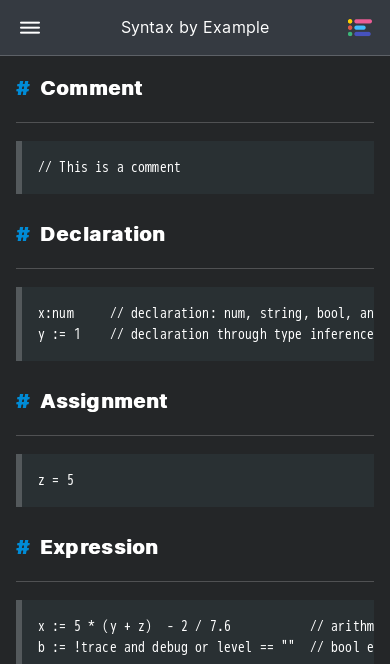 Syntax by Example
# Comment
// This is a comment
# Declaration
x:num     // declaration: num, string, bool, an
y := 1    // declaration through type inference
# Assignment
z = 5
# Expression
x := 5 * (y + z)  - 2 / 7.6           // arithm
b := !trace and debug or level == ""  // bool e